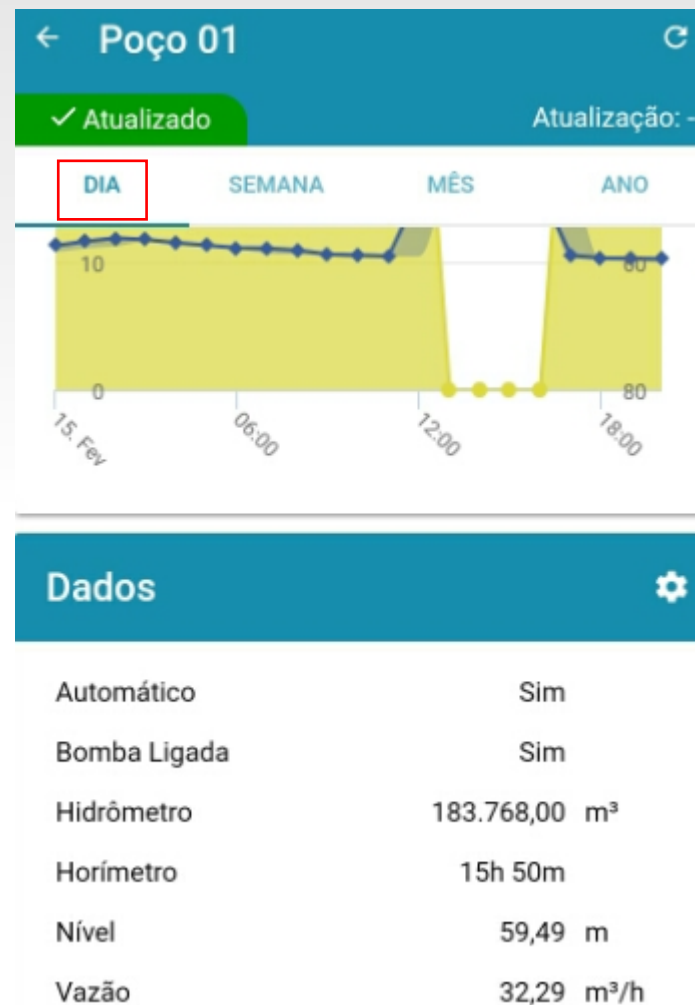 Poço 01
Atualizado Atualização: -
DIA SEMANA MÊS ANO
10 60
0 80
15. Fev 06:00 12:00 18:00
Dados
Automático Sim
Bomba Ligada Sim
Hidrômetro 183.768,00 m³
Horímetro 15h 50m
Nível 59,49 m
Vazão 32,29 m³/h